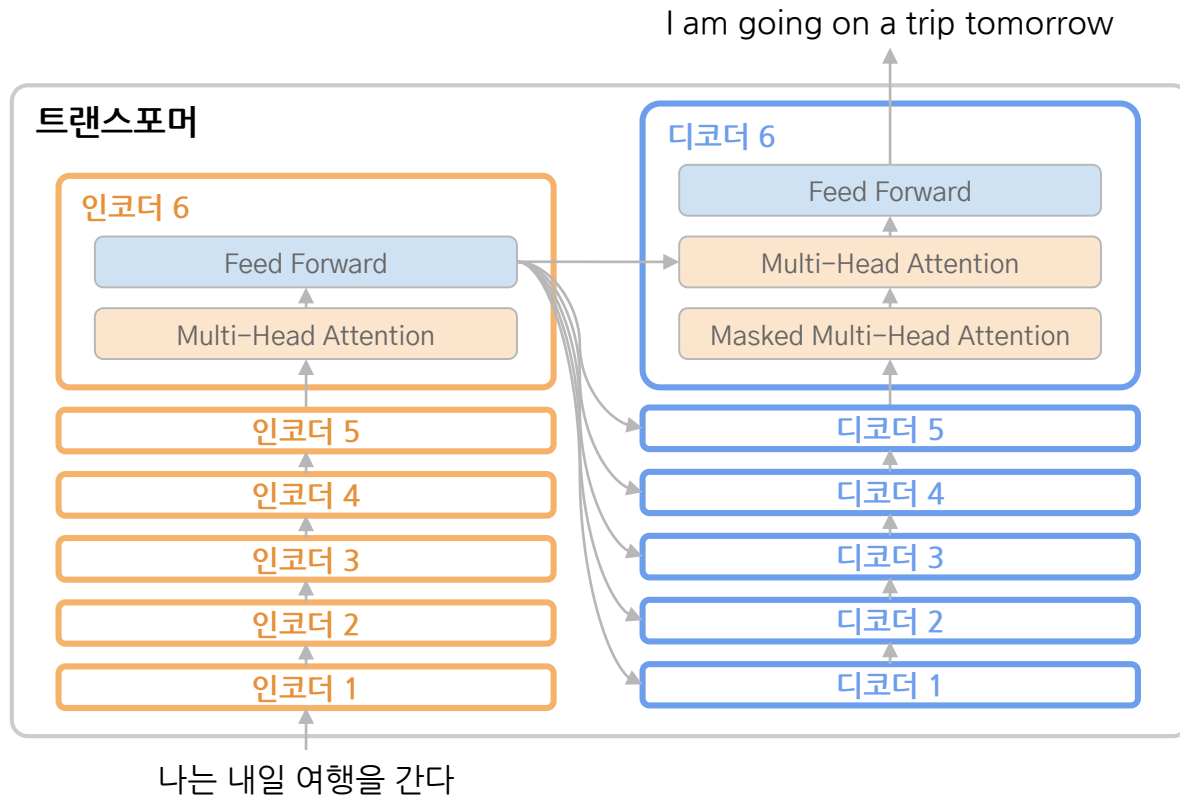 I am going on a trip tomorrow
트랜스포머
인코더 6
Feed Forward
Multi-Head Attention
인코더 5
인코더 4
인코더 3
인코더 2
인코더 1
나는 내일 여행을 간다
디코더 6
Feed Forward
Multi-Head Attention
Masked Multi-Head Attention
디코더 5
디코더 4
디코더 3
디코더 2
디코더 1